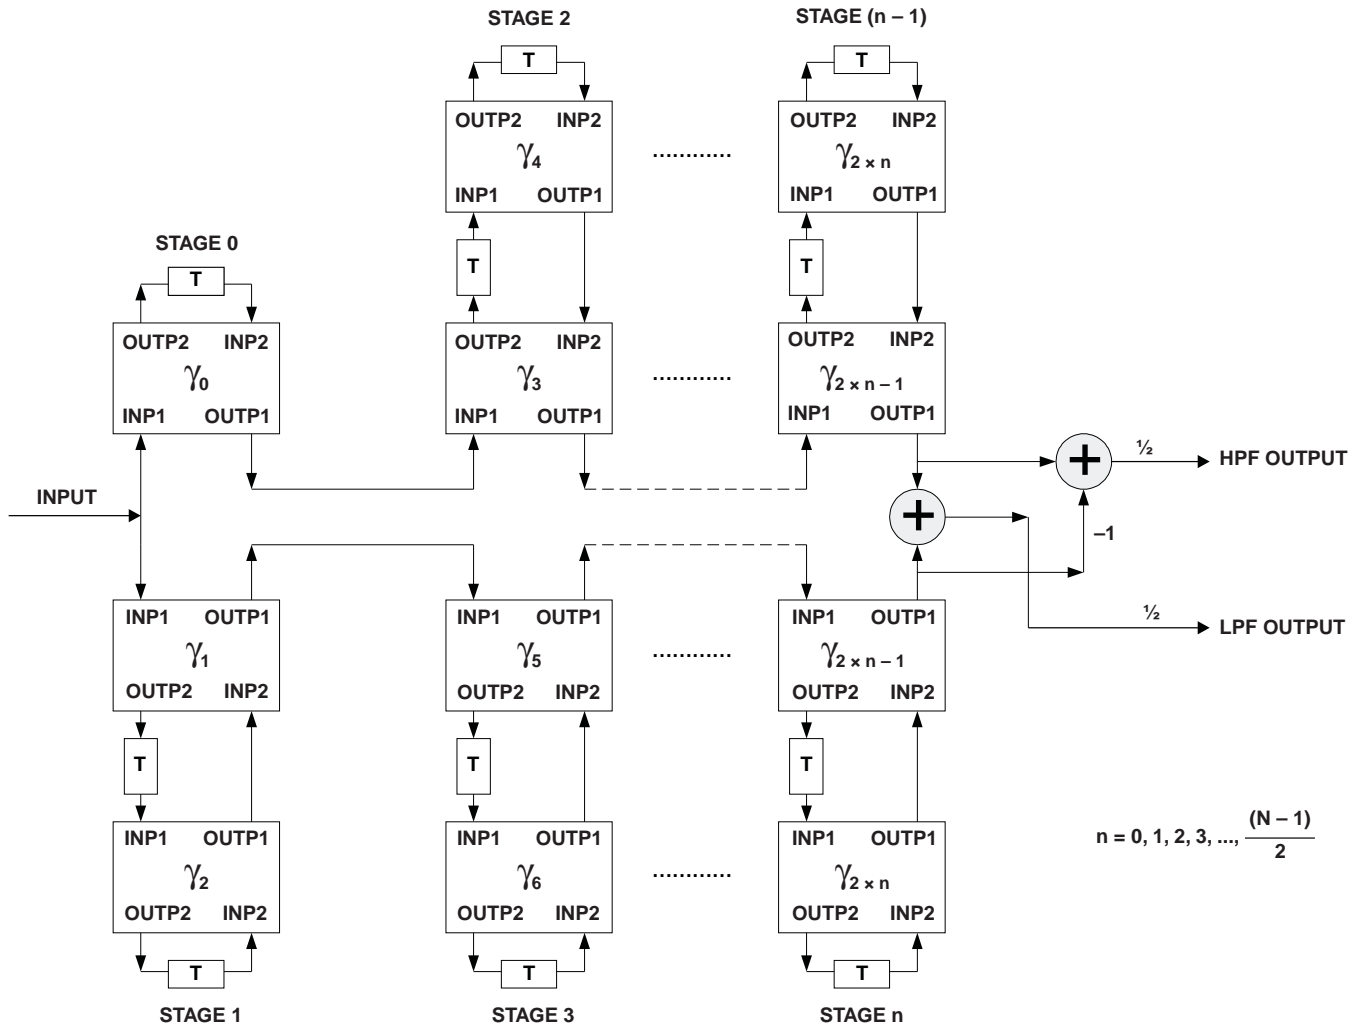 STAGE 2
STAGE (n – 1)
T
T
OUTP2 INP2
γ4
INP1 OUTP1
............
OUTP2 INP2
γ2 × n
INP1 OUTP1
STAGE 0
T
T
T
OUTP2 INP2
γ0
INP1 OUTP1
OUTP2 INP2
γ3
INP1 OUTP1
............
OUTP2 INP2
γ2 × n – 1
INP1 OUTP1
+
½
HPF OUTPUT
INPUT
+
–1
INP1 OUTP1
γ1
OUTP2 INP2
INP1 OUTP1
γ5
OUTP2 INP2
............
INP1 OUTP1
γ2 × n – 1
OUTP2 INP2
½
LPF OUTPUT
T
T
T
INP1 OUTP1
γ2
OUTP2 INP2
INP1 OUTP1
γ6
OUTP2 INP2
............
INP1 OUTP1
γ2 × n
OUTP2 INP2
n = 0, 1, 2, 3, ..., (N – 1)
2
T
T
T
STAGE 1
STAGE 3
STAGE n